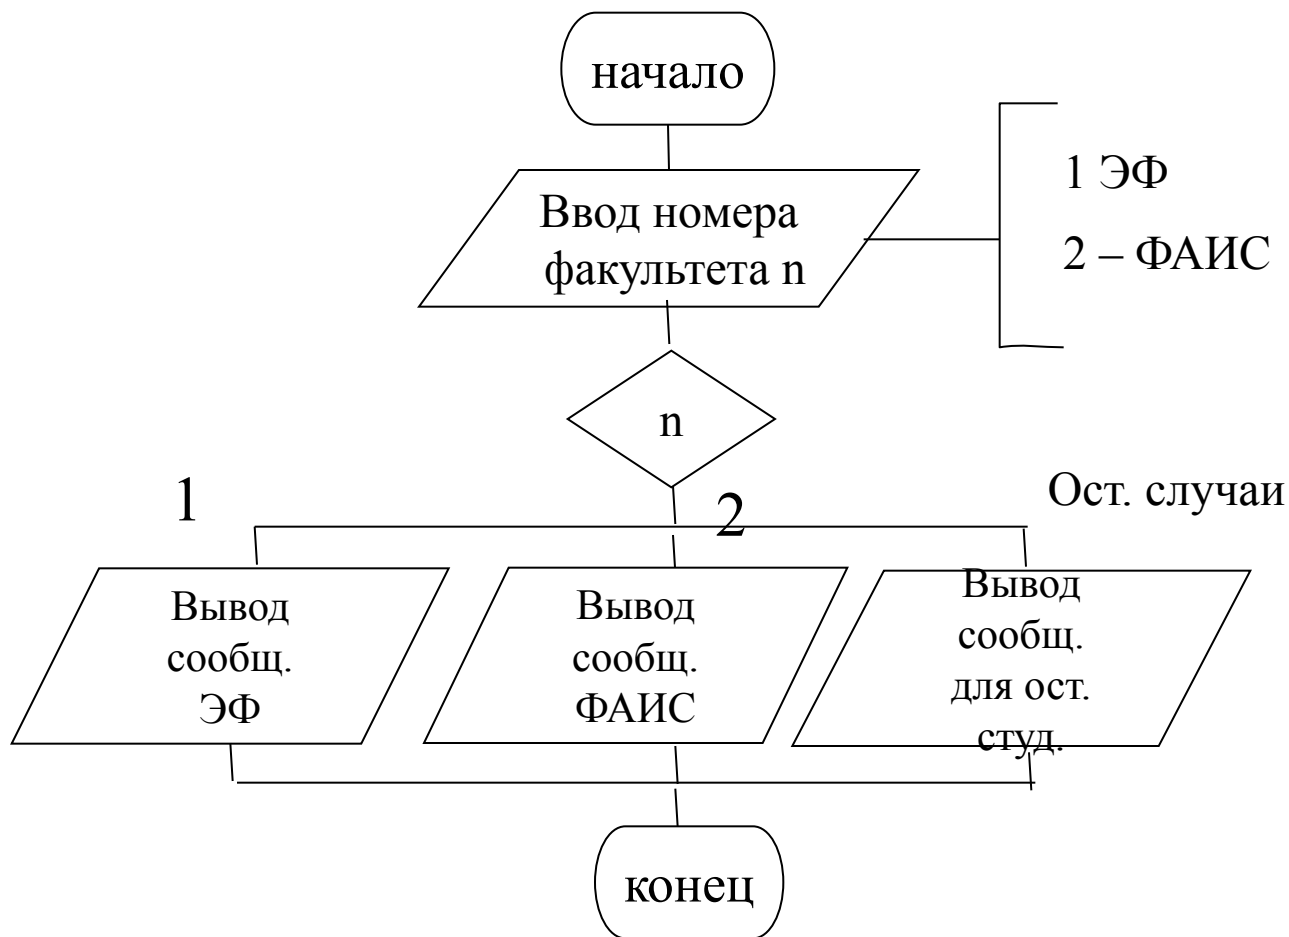 начало
1 ЭФ
Ввод номера
факультета n
2 – ФАИС
n
1
2
Ост. случаи
Вывод
сообщ.
ЭФ
Вывод
сообщ.
ФАИС
Вывод
сообщ.
для ост.
студ.
конец